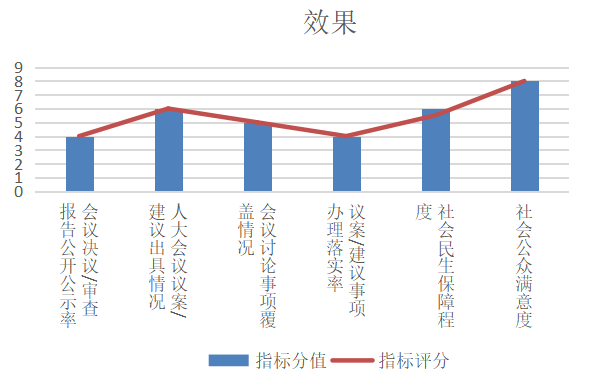 效果
9
8
7
6
5
4
3
2
1
0
会议决议/审查
报告公开公示率
人大会议议案/
建议出具情况
会议讨论事项覆
盖情况
议案/建议事项
办理落实率
社会民生保障程
度
社会公众满意度
指标分值
指标评分